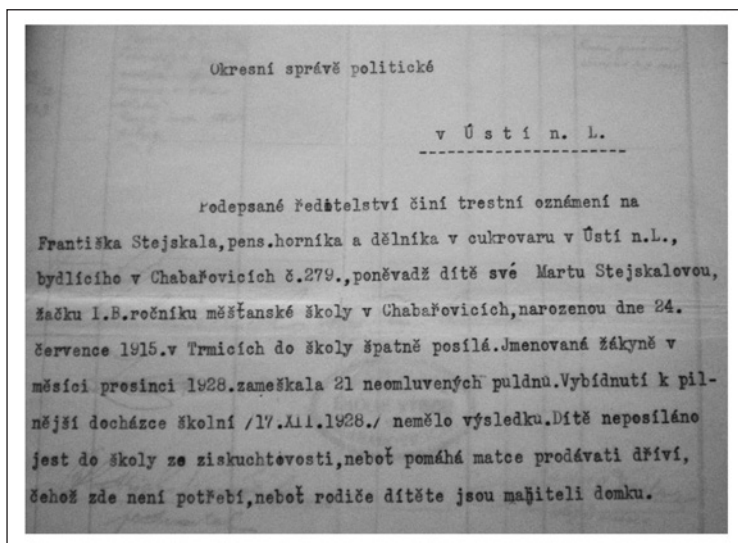 Okresní správě politické
v Ústí n. L.
Podepsané ředitelství činí trestní oznámení na
Františka Stejskala,pens.horníka a dělníka v cukrovaru v Ústí n.L.,
bydlícího v Chabařovicích č.279.,poněvadž dítě své Martu Stejskalovou,
žačku I.B.ročníku měšťanské školy v Chabařovicích,narozenou dne 24.
července 1915.v Trmicích do školy špatně posílá.Jmenovaná žákyně v
měsíci prosinci 1928.zameškala 21 neomluvených puldnů.Vybídnutí k pil-
nější docházce školní /17.XII.1928./ nemělo výsledku.Dítě neposíláno
jest do školy ze ziskuchtovosti,neboť pomáhá matce prodávati dříví,
čehož zde není potřebí,neboť rodiče dítěte jsou majiteli domku.